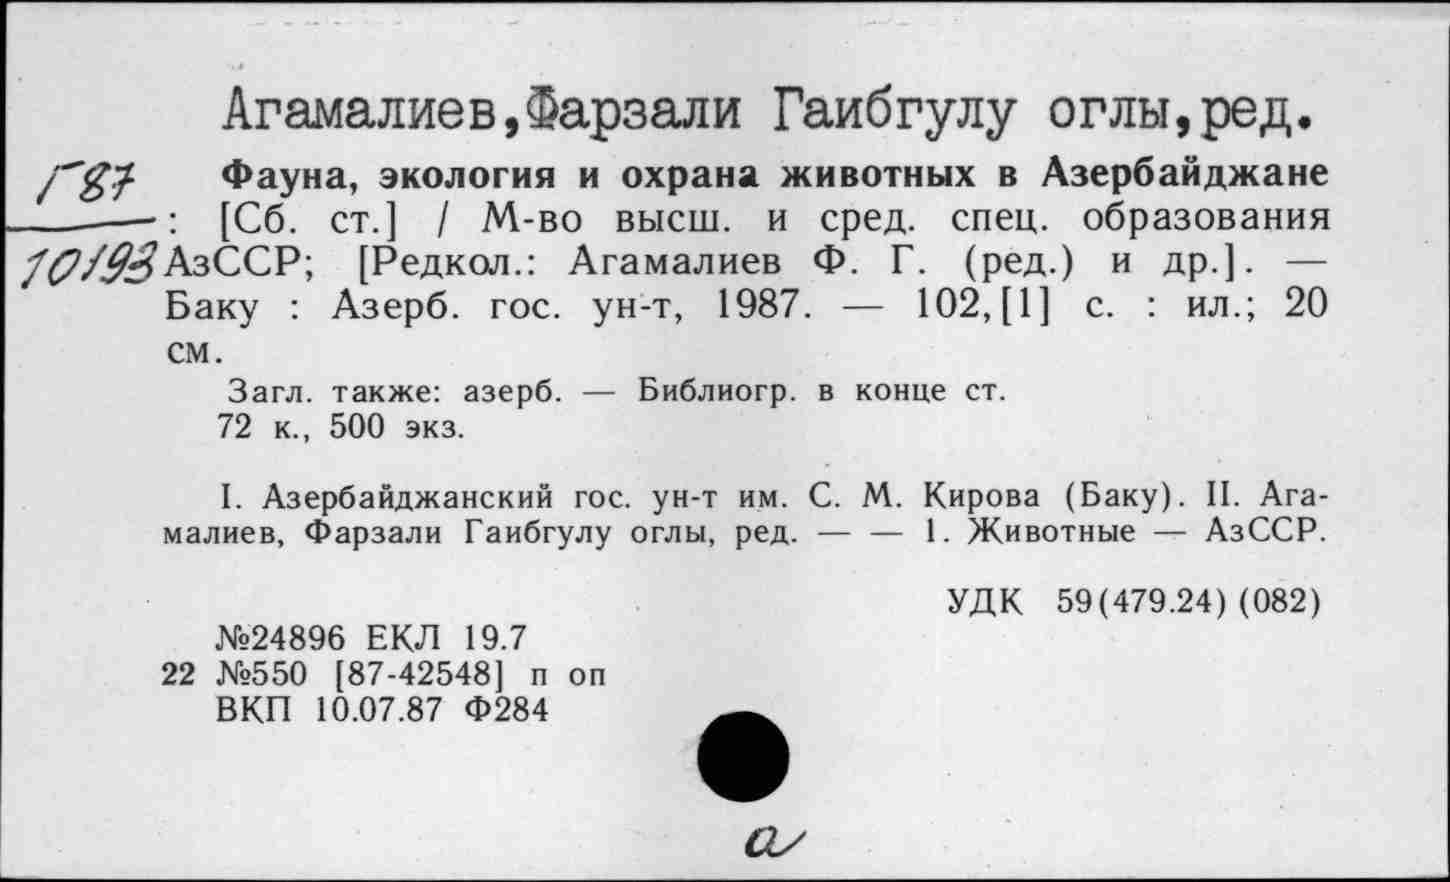 Агамалиев,Фарзали Гаибгулу оглы,ред.
Г87
10193
Фауна, экология и охрана животных в Азербайджане
: [Сб. ст.] / М-во высш. и сред. спец. образования
АзССР; [Редкол.: Агамалиев Ф. Г. (ред.) и др.]. —
Баку : Азерб. гос. ун-т, 1987. — 102,[1] с. : ил.; 20
см.
Загл. также: азерб. — Библиогр. в конце ст.
72 к., 500 экз.
I. Азербайджанский гос. ун-т им. С. М. Кирова (Баку). II. Ага-
малиев, Фарзали Гаибгулу оглы, ред. — — 1. Животные — АзССР.
УДК 59(479.24)(082)
№24896 ЕКЛ 19.7
22 №550 [87-42548] п оп
ВКП 10.07.87 Ф284
а